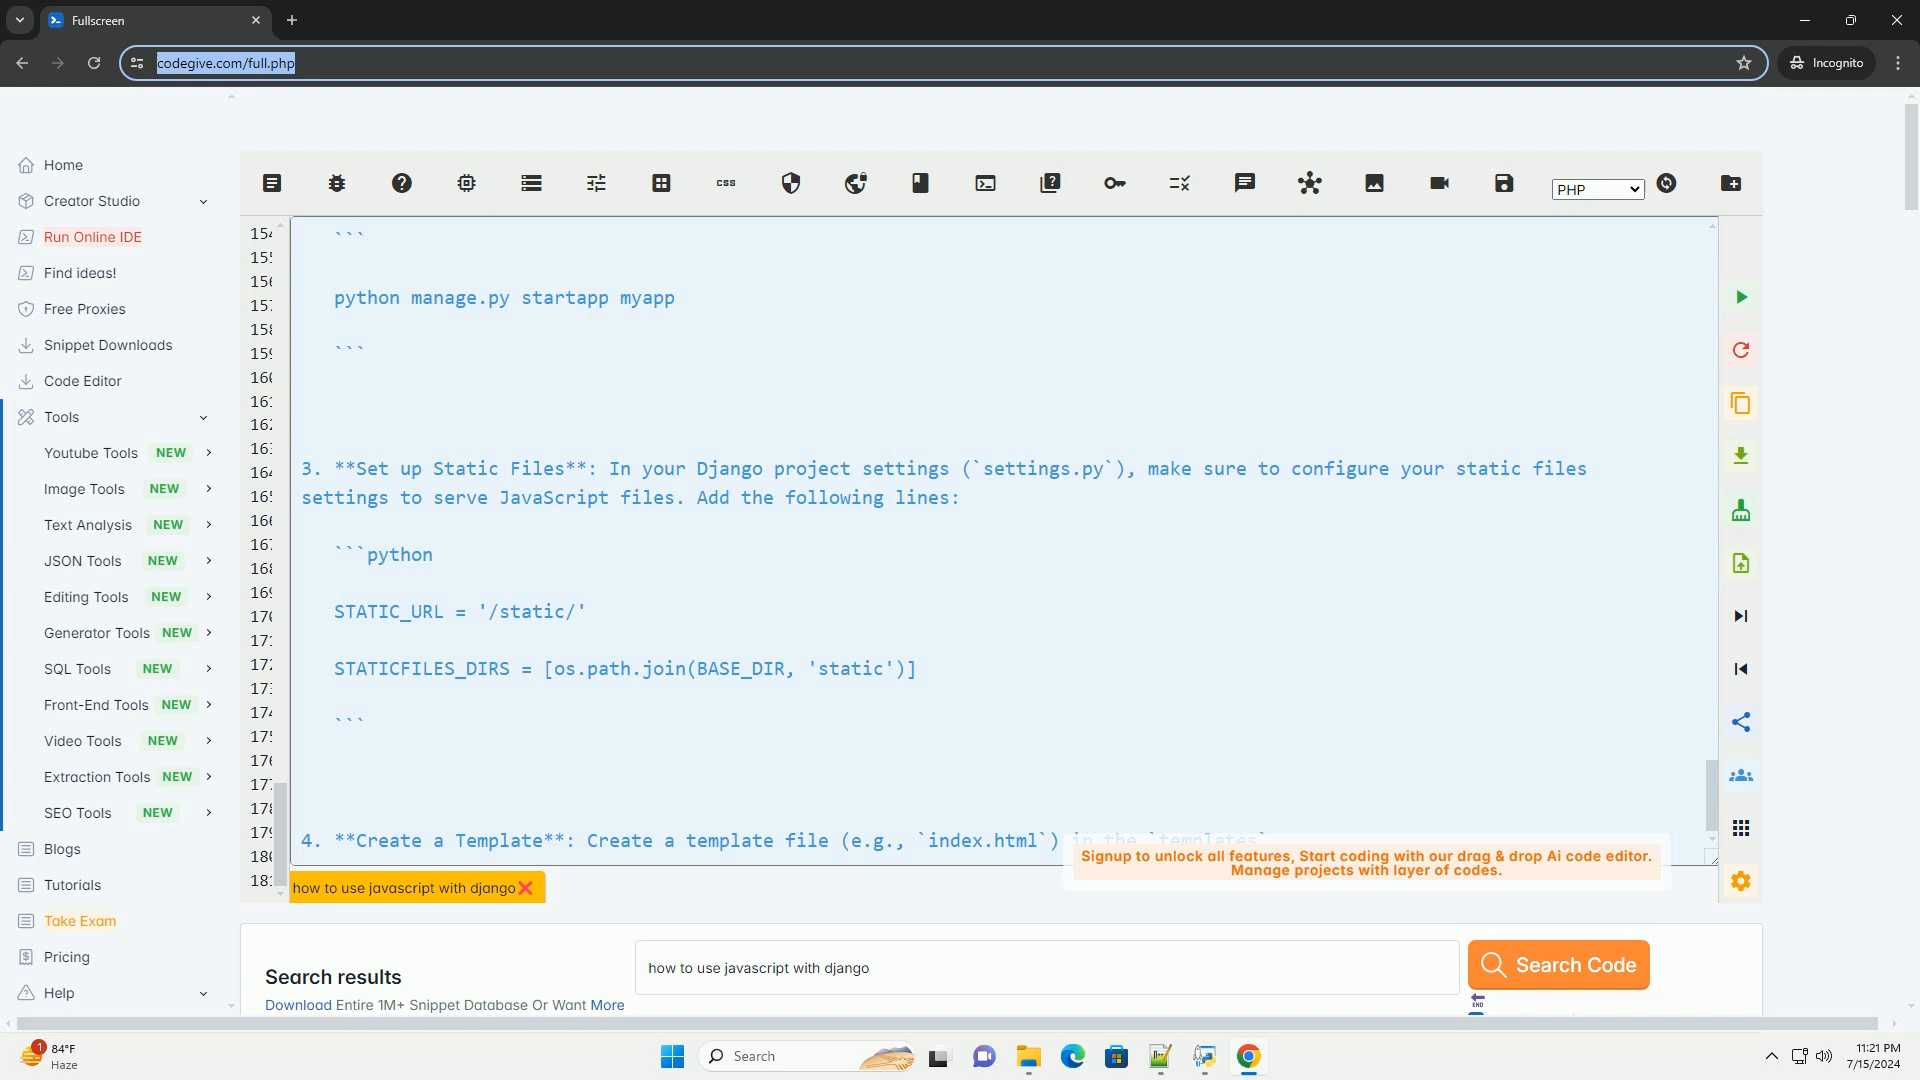 Fullscreen
codegive.com/full.php
Incognito
Home
Creator Studio
Run Online IDE
Find ideas!
Free Proxies
Snippet Downloads
Code Editor
Tools
Youtube Tools NEW
Image Tools NEW
Text Analysis NEW
JSON Tools NEW
Editing Tools NEW
Generator Tools NEW
SQL Tools NEW
Front-End Tools NEW
Video Tools NEW
Extraction Tools NEW
SEO Tools NEW
Blogs
Tutorials
Take Exam
Pricing
Help
css
PHP
```
python manage.py startapp myapp
```
3. **Set up Static Files**: In your Django project settings (`settings.py`), make sure to configure your static files
settings to serve JavaScript files. Add the following lines:
```python
STATIC_URL = '/static/'
STATICFILES_DIRS = [os.path.join(BASE_DIR, 'static')]
```
4. **Create a Template**: Create a template file (e.g., `index.html`) in the `templates`
Signup to unlock all features, Start coding with our drag & drop Ai code editor.
Manage projects with layer of codes.
how to use javascript with django
Search results
how to use javascript with django
Search Code
Download Entire 1M+ Snippet Database Or Want More
END
1
84°F
Haze
Search
11:21 PM
7/15/2024